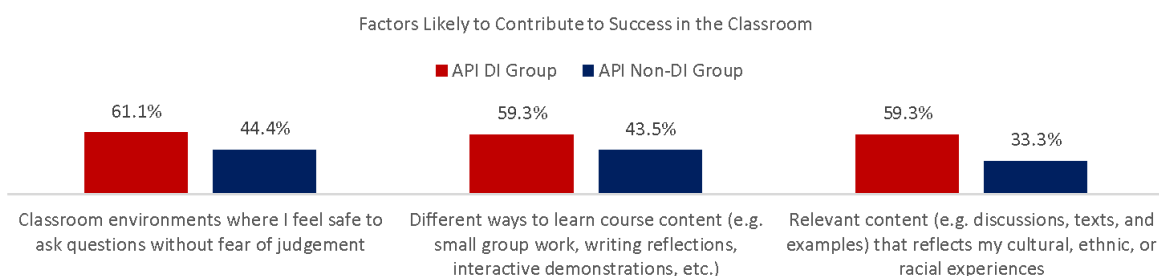 Factors Likely to Contribute to Success in the Classroom
API DI Group API Non-DI Group
61.1%
44.4%
59.3%
43.5%
59.3%
33.3%
Classroom environments where I feel safe to
ask questions without fear of judgement
Different ways to learn course content (e.g.
small group work, writing reflections,
interactive demonstrations, etc.)
Relevant content (e.g. discussions, texts, and
examples) that reflects my cultural, ethnic, or
racial experiences